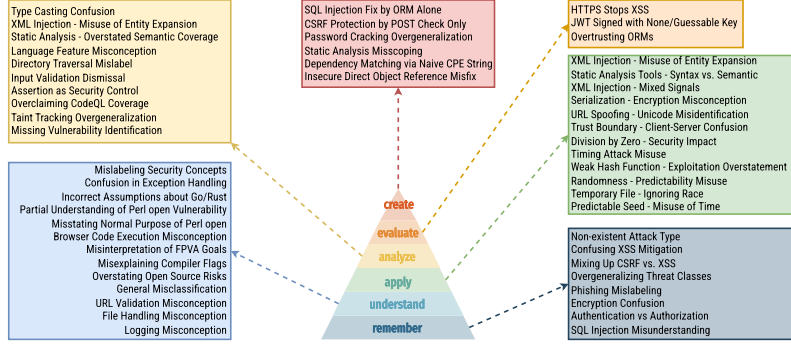 Type Casting Confusion
XML Injection - Misuse of Entity Expansion
Static Analysis - Overstated Semantic Coverage
Language Feature Misconception
Directory Traversal Mislabel
Input Validation Dismissal
Assertion as Security Control
Overclaiming CodeQL Coverage
Taint Tracking Overgeneralization
Missing Vulnerability Identification
SQL Injection Fix by ORM Alone
CSRF Protection by POST Check Only
Password Cracking Overgeneralization
Static Analysis Misscoping
Dependency Matching via Naive CPE String
Insecure Direct Object Reference Misfix
HTTPS Stops XSS
JWT Signed with None/Guessable Key
Overtrusting ORMs
XML Injection - Misuse of Entity Expansion
Static Analysis Tools - Syntax vs. Semantic
XML Injection - Mixed Signals
Serialization - Encryption Misconception
URL Spoofing - Unicode Misidentification
Trust Boundary - Client-Server Confusion
Division by Zero - Security Impact
Timing Attack Misuse
Weak Hash Function - Exploitation Overstatement
Randomness - Predictability Misuse
Temporary File - Ignoring Race
Predictable Seed - Misuse of Time
Mislabeling Security Concepts
Confusion in Exception Handling
Incorrect Assumptions about Go/Rust
Partial Understanding of Perl open Vulnerability
Misstating Normal Purpose of Perl open
Browser Code Execution Misconception
Misinterpretation of FPVA Goals
Misexplaining Compiler Flags
Overstating Open Source Risks
General Misclassification
URL Validation Misconception
File Handling Misconception
Logging Misconception
create
evaluate
analyze
apply
understand
remember
Non-existent Attack Type
Confusing XSS Mitigation
Mixing Up CSRF vs. XSS
Overgeneralizing Threat Classes
Phishing Mislabeling
Encryption Confusion
Authentication vs Authorization
SQL Injection Misunderstanding